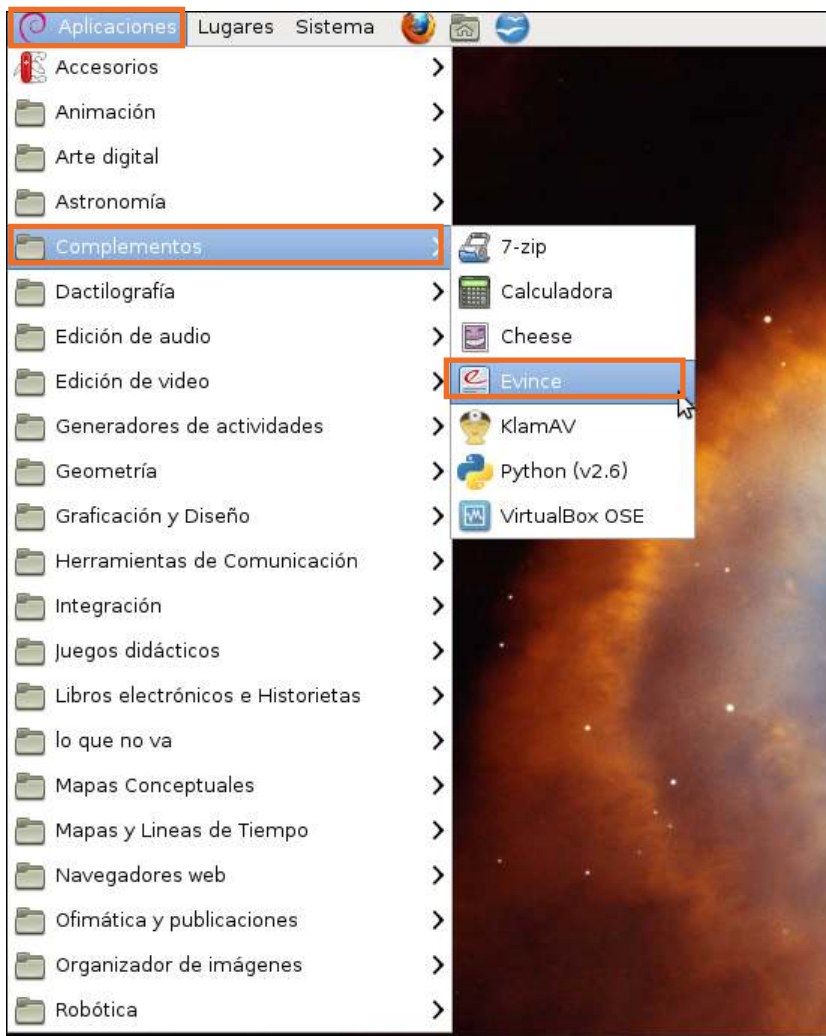 Aplicaciones Lugares Sistema
Accesorios
Animación
Arte digital
Astronomía
Complementos
Dactilografía
Edición de audio
Edición de video
Generadores de actividades
Geometría
Graficación y Diseño
Herramientas de Comunicación
Integración
Juegos didácticos
Libros electrónicos e Historietas
lo que no va
Mapas Conceptuales
Mapas y Lineas de Tiempo
Navegadores web
Ofimática y publicaciones
Organizador de imágenes
Robótica
7-zip
Calculadora
Cheese
Evince
KlamAV
Python (v2.6)
VirtualBox OSE